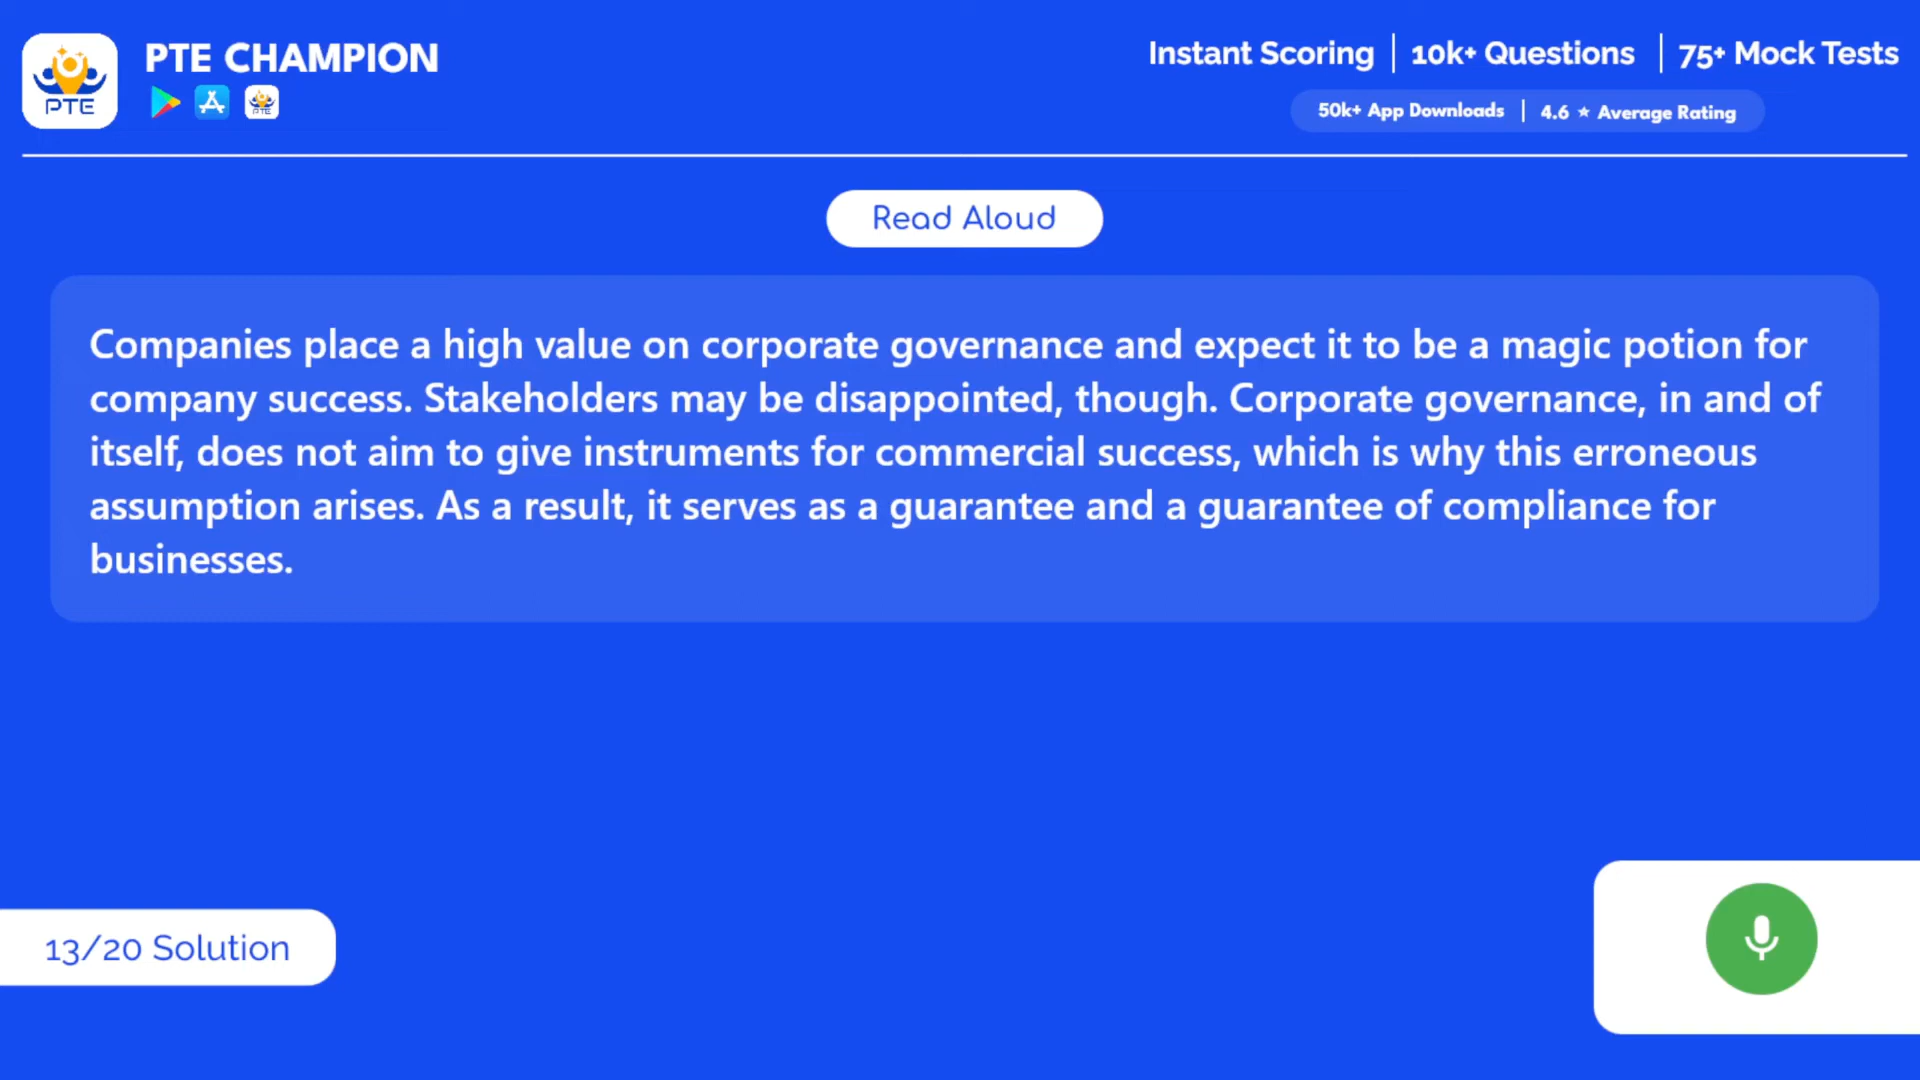 PTE CHAMPION
PTE
PTE
Instant Scoring | 10k+ Questions | 75+ Mock Tests
50k+ App Downloads | 4.6 ★ Average Rating
Read Aloud
Companies place a high value on corporate governance and expect it to be a magic potion for
company success. Stakeholders may be disappointed, though. Corporate governance, in and of
itself, does not aim to give instruments for commercial success, which is why this erroneous
assumption arises. As a result, it serves as a guarantee and a guarantee of compliance for
businesses.
13/20 Solution